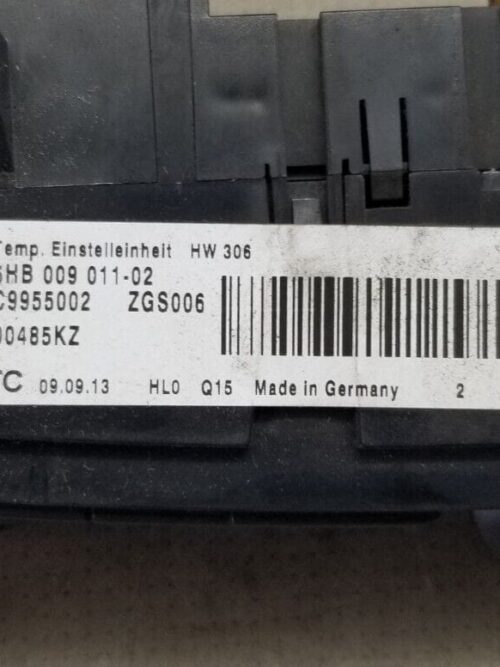 Temp. Einstelleinheit HW 306
5HB 009 011-02
C9955002 ZGS006
00485KZ
TC 09.09.13 HL0 Q15 Made in Germany 2